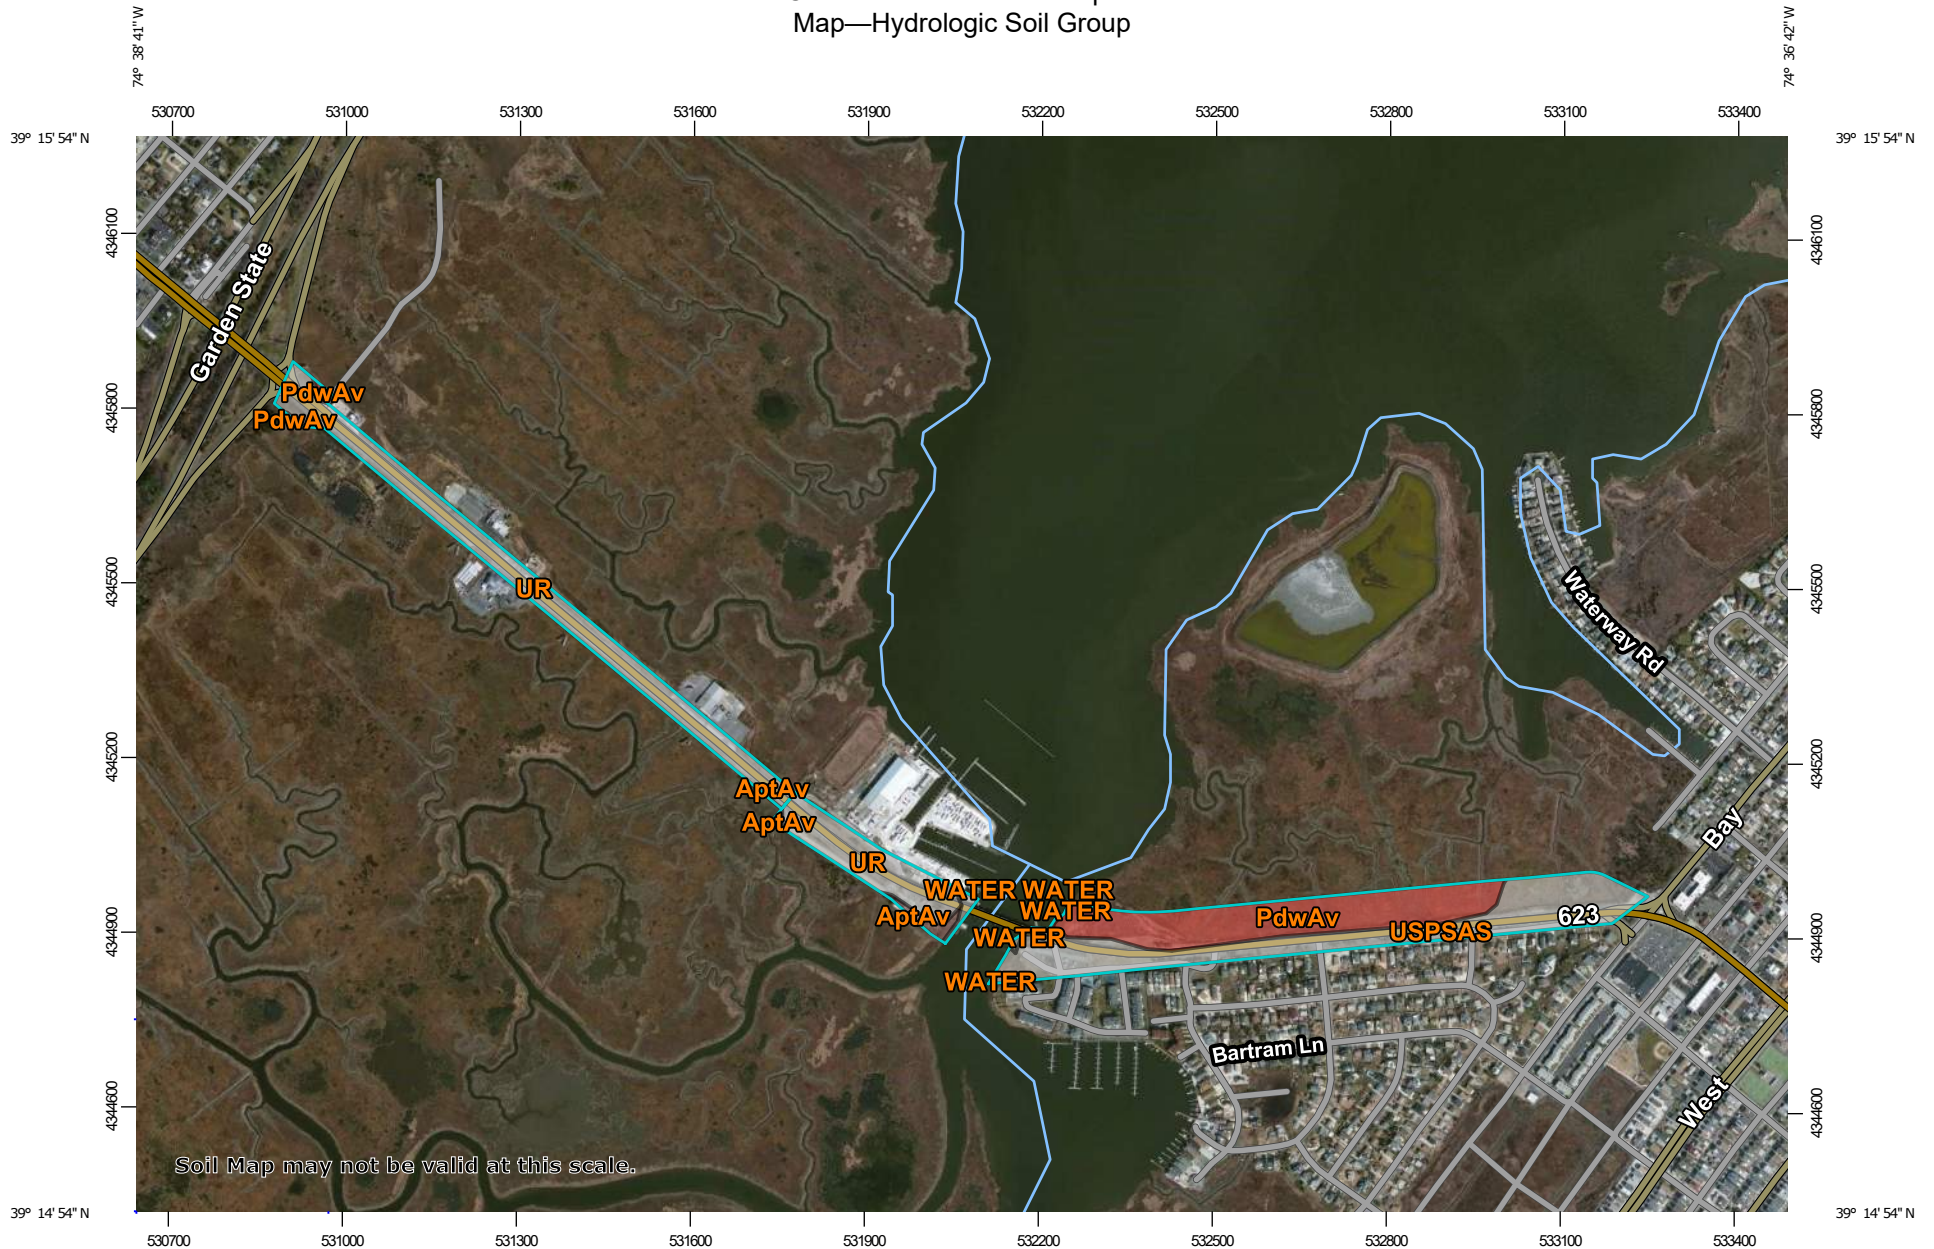 Map—Hydrologic Soil Group
74° 38' 41" W
74° 36' 42" W
530700 531000 531300 531600 531900 532200 532500 532800 533100 533400
39° 15' 54" N
39° 15' 54" N
4346100
4346100
Garden State
PdwAv
4345800
4345800
PdwAv
4345500
UR
4345500
Waterway Rd
4345200
4345200
AptAv
AptAv
Bay
UR
WATER WATER
WATER
AptAv
PdwAv
623
4344900
4344900
USPSAS
WATER
WATER
Bartram Ln
4344600
4344600
West
Soil Map may not be valid at this scale.
39° 14' 54" N
39° 14' 54" N
530700 531000 531300 531600 531900 532200 532500 532800 533100 533400